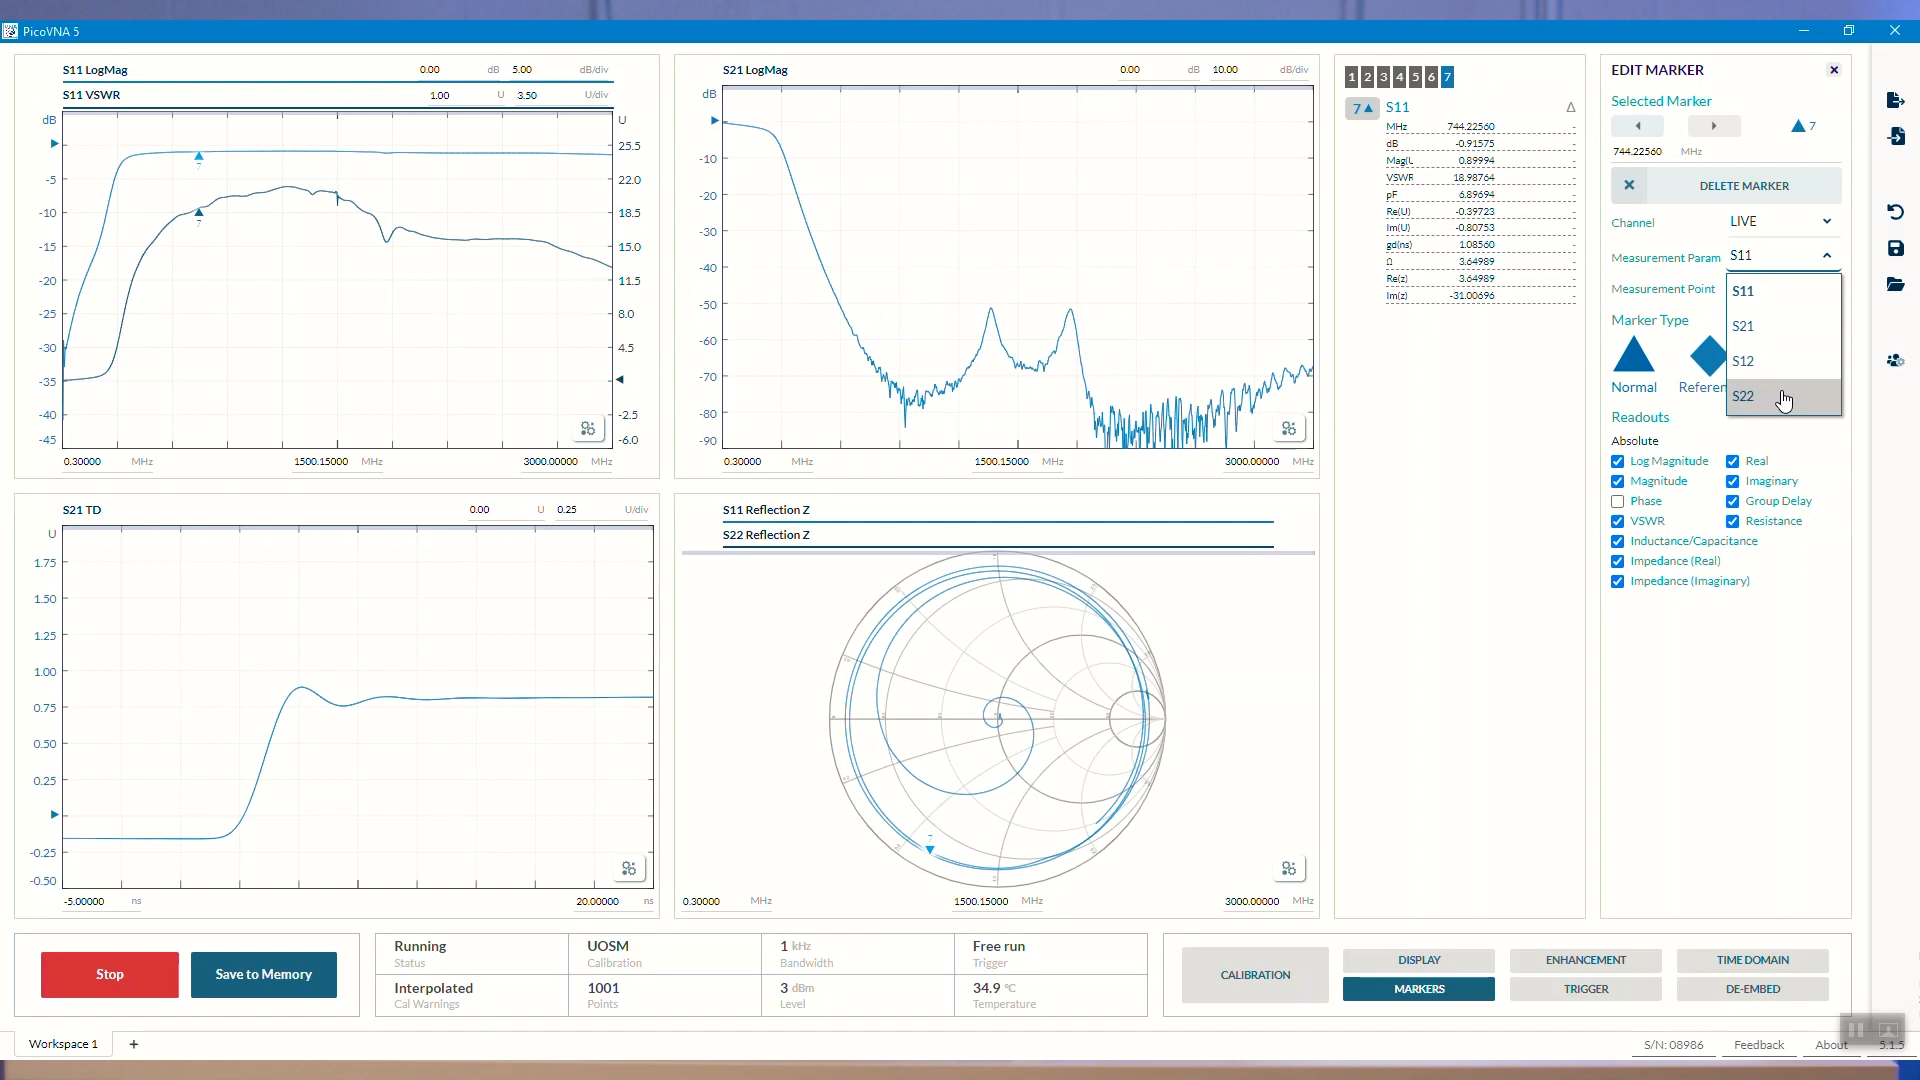 PicoVNA 5
S11 LogMag 0.00 dB 5.00 dB/div
S11 VSWR 1.00 U 3.50 U/div
dB U
25.5
-5 22.0
-10 18.5
-15 15.0
-20 11.5
-25 8.0
-30 4.5
-35
-40 -2.5
-45 -6.0
7
7
0.30000 MHz 1500.15000 MHz 3000.00000 MHz
S21 LogMag 0.00 dB 10.00 dB/div
dB
-10
-20
-30
-40
-50
-60
-70
-80
-90
0.30000 MHz 1500.15000 MHz 3000.00000 MHz
1 2 3 4 5 6 7
7 S11 Δ
MHz 744.22560 -
dB -0.91575 -
Mag(U 0.89994 -
VSWR 18.98764 -
pF 6.89694 -
Re(U) -0.39723 -
Im(U) -0.80753 -
gd(ns) 1.08560 -
Ω 3.64989 -
Re(z) 3.64989 -
Im(z) -31.00696 -
EDIT MARKER
Selected Marker
7
744.22560 MHz
DELETE MARKER
Channel LIVE
Measurement Param S11
Measurement Point
S11
S21
S12
S22
Marker Type
Normal Referen
Readouts
Absolute
Log Magnitude Real
Magnitude Imaginary
Phase Group Delay
VSWR Resistance
Inductance/Capacitance
Impedance (Real)
Impedance (Imaginary)
S21 TD 0.00 U 0.25 U/div
U
1.75
1.50
1.25
1.00
0.75
0.50
0.25
-0.25
-0.50
-5.00000 ns 20.00000 ns
S11 Reflection Z
S22 Reflection Z
7
0.30000 MHz 1500.15000 MHz 3000.00000 MHz
Stop Save to Memory
Running UOSM 1 kHz Free run
Status Calibration Bandwidth Trigger
Interpolated 1001 3 dBm 34.9 °C
Cal Warnings Points Level Temperature
CALIBRATION DISPLAY ENHANCEMENT TIME DOMAIN
MARKERS TRIGGER DE-EMBED
Workspace 1 +
S/N: 08986 Feedback About 5.1.5